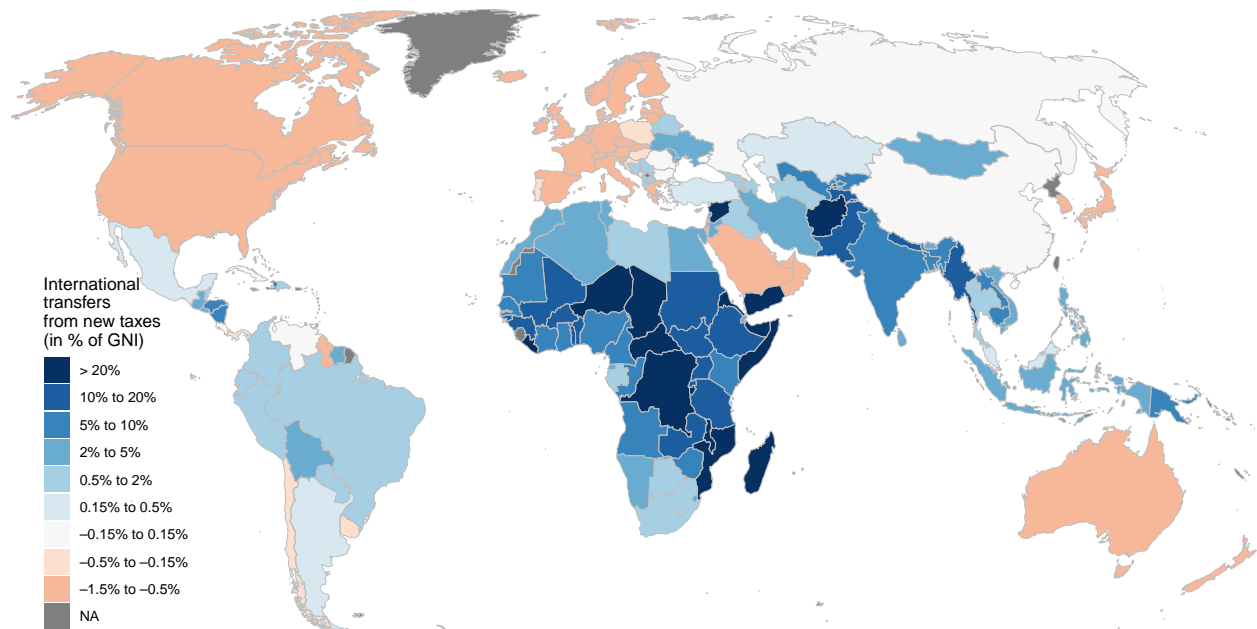 International
transfers
from new taxes
(in % of GNI)
> 20%
10% to 20%
5% to 10%
2% to 5%
0.5% to 2%
0.15% to 0.5%
−0.15% to 0.15%
−0.5% to −0.15%
−1.5% to −0.5%
NA